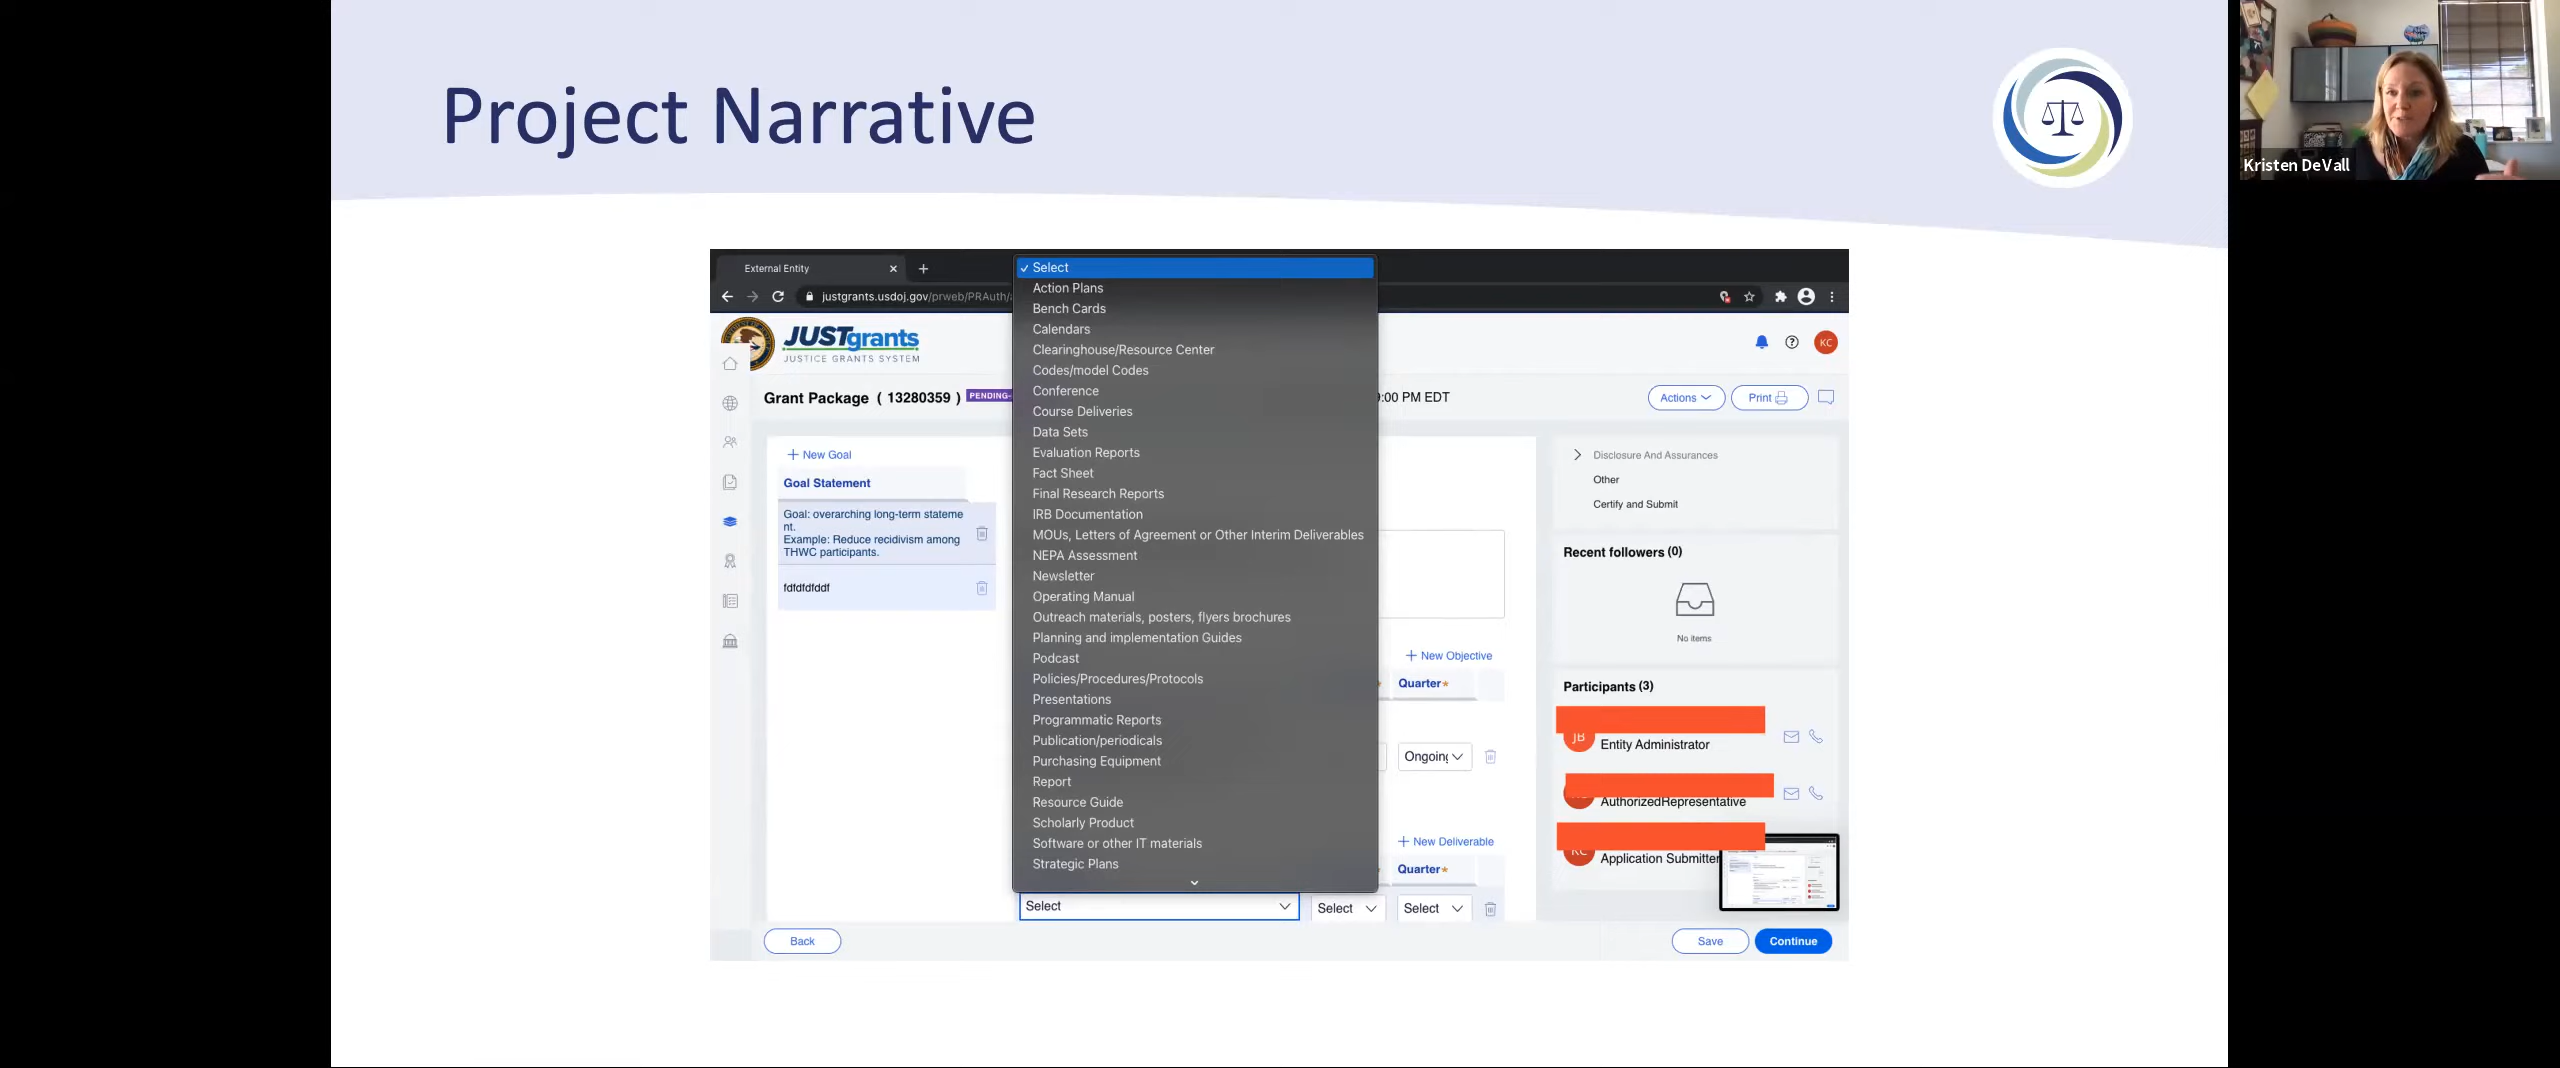 Project Narrative
Kristen DeVall
External Entity
justgrants.usdoj.gov/prweb/PRAuth/
JUSTgrants
JUSTICE GRANTS SYSTEM
KC
Grant Package ( 13280359 ) PENDING-
:00 PM EDT
Actions
Print
Select
Action Plans
Bench Cards
Calendars
Clearinghouse/Resource Center
Codes/model Codes
Conference
Course Deliveries
Data Sets
Evaluation Reports
Fact Sheet
Final Research Reports
IRB Documentation
MOUs, Letters of Agreement or Other Interim Deliverables
NEPA Assessment
Newsletter
Operating Manual
Outreach materials, posters, flyers brochures
Planning and implementation Guides
Podcast
Policies/Procedures/Protocols
Presentations
Programmatic Reports
Publication/periodicals
Purchasing Equipment
Report
Resource Guide
Scholarly Product
Software or other IT materials
Strategic Plans
+ New Goal
Goal Statement
Goal: overarching long-term stateme
nt.
Example: Reduce recidivism among
THWC participants.
fdfdfdfddf
+ New Objective
Quarter*
Ongoing
+ New Deliverable
Quarter*
Select
Select
Select
Disclosure And Assurances
Other
Certify and Submit
Recent followers (0)
No items
Participants (3)
JB
Entity Administrator
AuthorizedRepresentative
KC
Application Submitter
Back
Save
Continue